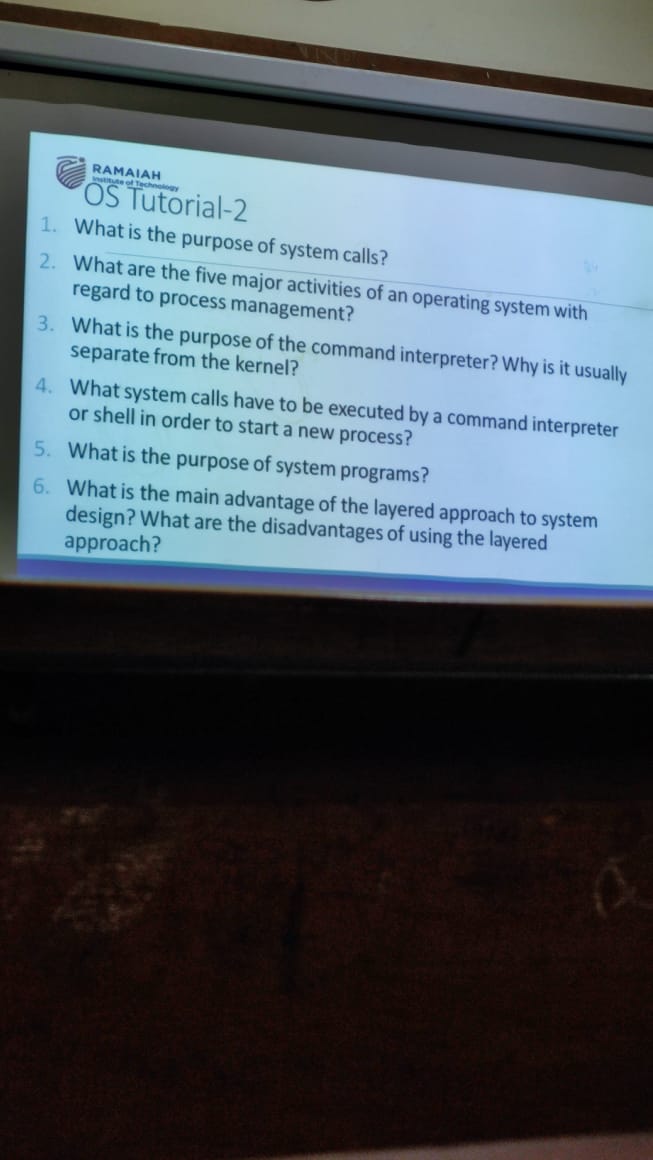 RAMAIAH
Institute of Technology
OS Tutorial-2
1. What is the purpose of system calls?
2. What are the five major activities of an operating system with
regard to process management?
3. What is the purpose of the command interpreter? Why is it usually
separate from the kernel?
4. What system calls have to be executed by a command interpreter
or shell in order to start a new process?
5. What is the purpose of system programs?
6. What is the main advantage of the layered approach to system
design? What are the disadvantages of using the layered
approach?